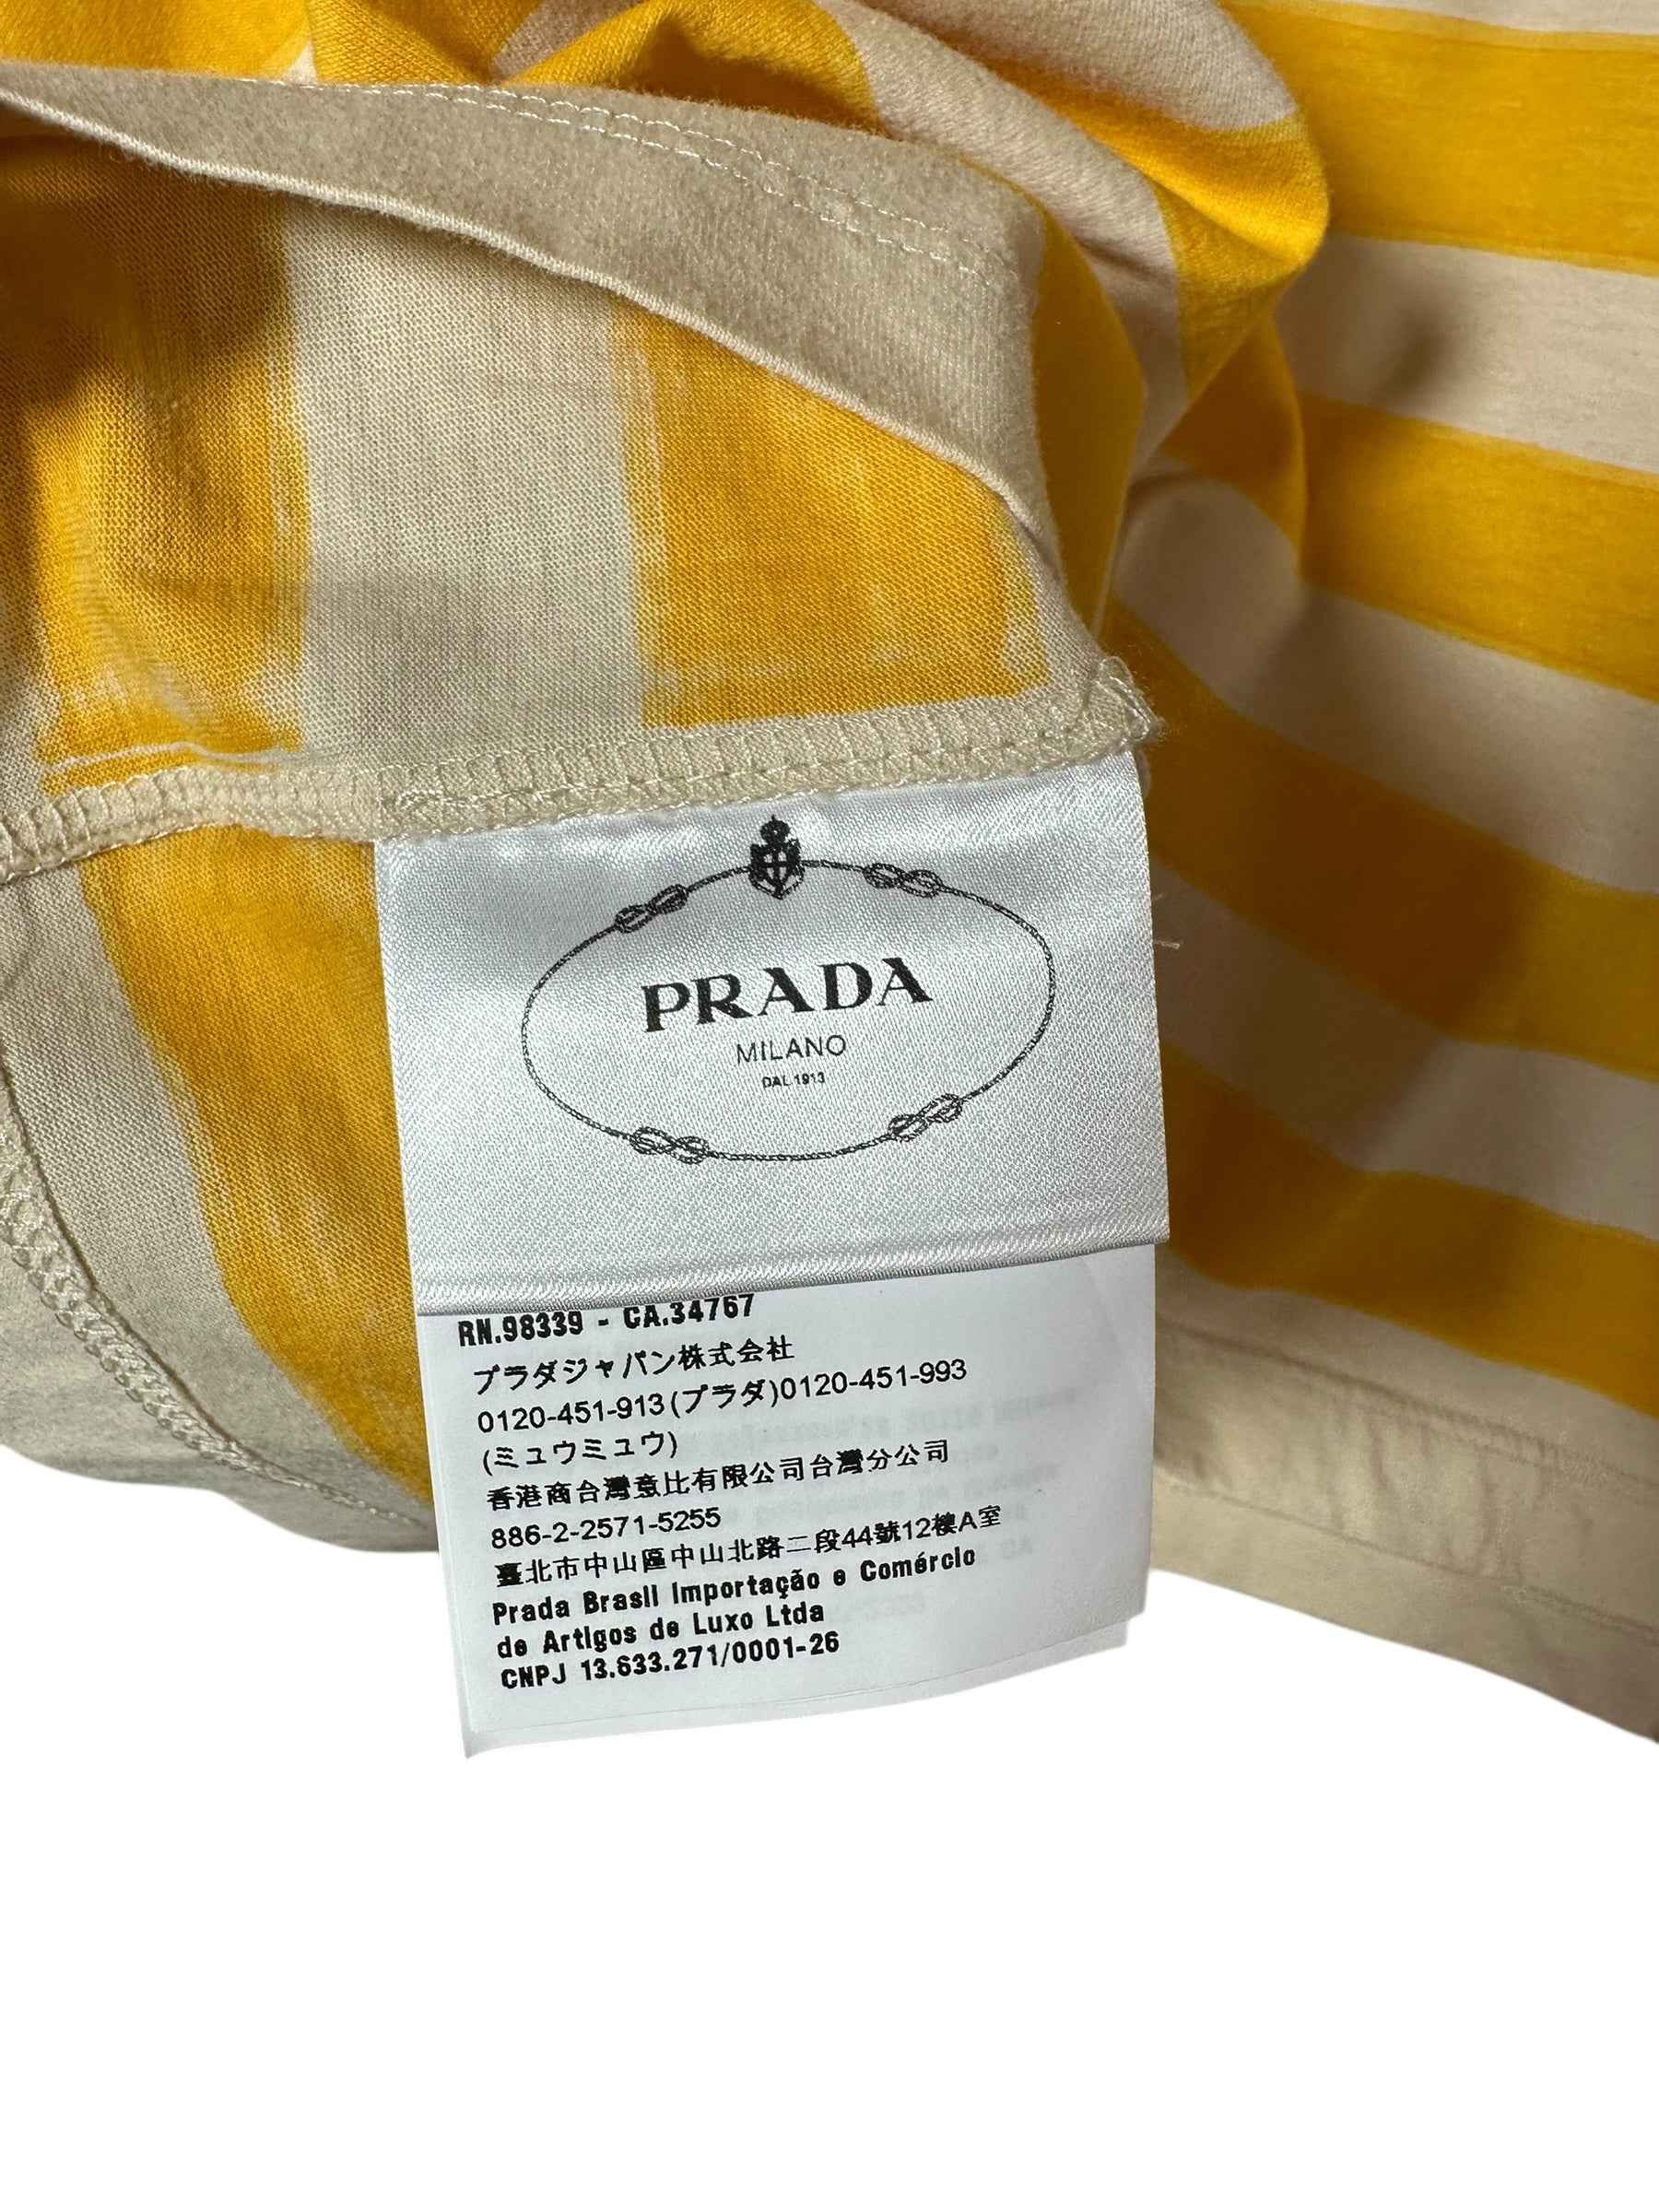 PRADA
MILANO
DAL 1913
RN.98339 - CA.34767
プラダジャパン株式会社
0120-451-913(プラダ)0120-451-993
(ミュウミュウ)
香港商台灣意比有限公司台灣分公司
886-2-2571-5255
臺北市中山區中山北路二段44號12樓A室
Prada Brasil Importação e Comércio
de Artigos de Luxo Ltda
CNPJ 13.633.271/0001-26